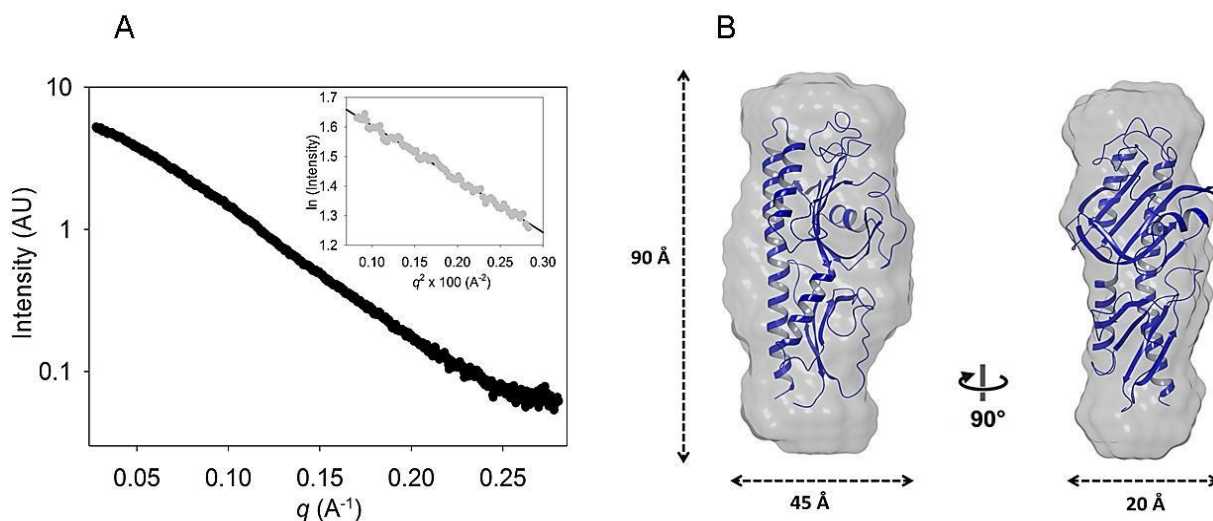 A
B
10
1
0.1
Intensity (AU)
0.05 0.10 0.15 0.20 0.25
q (A⁻¹)
1.7
1.6
1.5
1.4
1.3
1.2
ln (Intensity)
0.10 0.15 0.20 0.25 0.30
q² x 100 (A⁻²)
90 Å
45 Å
90°
20 Å